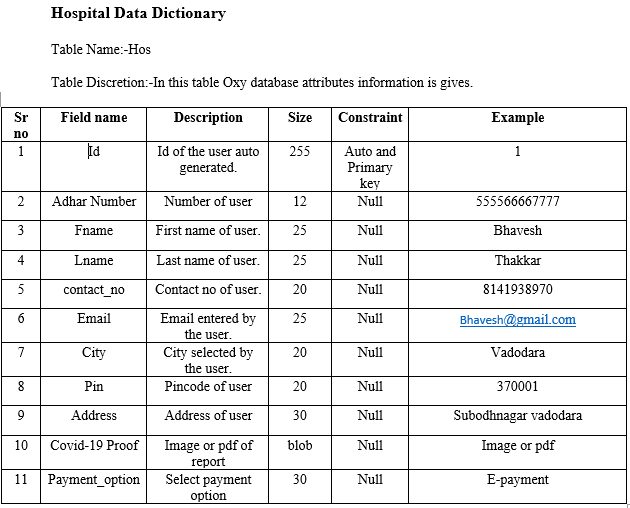 Hospital Data Dictionary
Table Name:-Hos
Table Discretion:-In this table Oxy database attributes information is gives.
Sr no Field name Description Size Constraint Example
1 Id Id of the user auto generated. 255 Auto and Primary key 1
2 Adhar Number Number of user 12 Null 555566667777
3 Fname First name of user. 25 Null Bhavesh
4 Lname Last name of user. 25 Null Thakkar
5 contact_no Contact no of user. 20 Null 8141938970
6 Email Email entered by the user. 25 Null Bhavesh@gmail.com
7 City City selected by the user. 20 Null Vadodara
8 Pin Pincode of user 20 Null 370001
9 Address Address of user 30 Null Subodhnagar vadodara
10 Covid-19 Proof Image or pdf of report blob Null Image or pdf
11 Payment_option Select payment option 30 Null E-payment